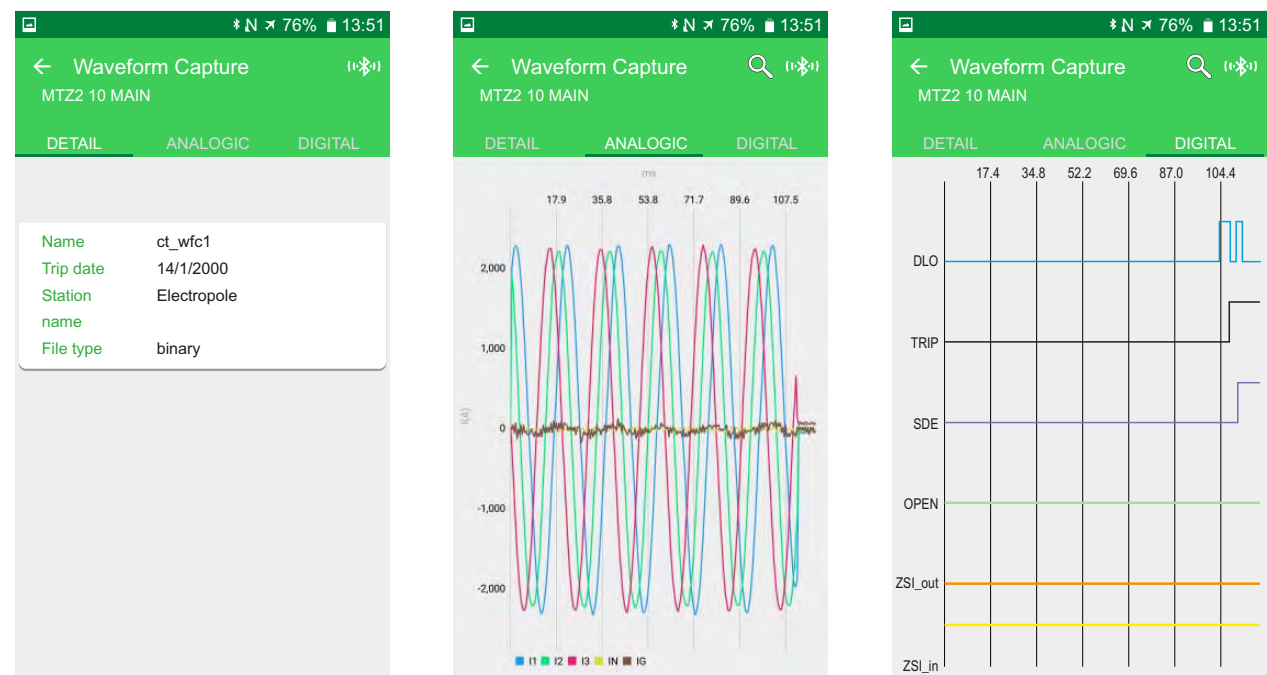 76% 13:51
Waveform Capture
MTZ2 10 MAIN
DETAIL ANALOGIC DIGITAL
Name ct_wfc1
Trip date 14/1/2000
Station Electropole
name
File type binary
76% 13:51
Waveform Capture
MTZ2 10 MAIN
DETAIL ANALOGIC DIGITAL
ms
17.9 35.8 53.8 71.7 89.6 107.5
2,000
1,000
I(A)
0
-1,000
-2,000
I1 I2 I3 IN IG
76% 13:51
Waveform Capture
MTZ2 10 MAIN
DETAIL ANALOGIC DIGITAL
17.4 34.8 52.2 69.6 87.0 104.4
DLO
TRIP
SDE
OPEN
ZSI_out
ZSI_in